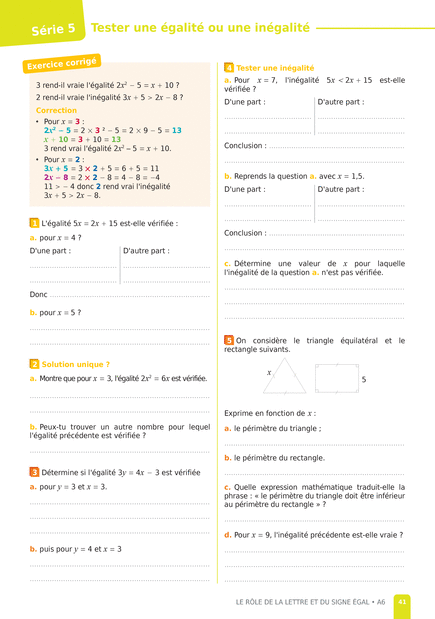 Série 5
Tester une égalité ou une inégalité
Exercice corrigé
3 rend-il vraie l'égalité 2x² – 5 = x + 10 ?
2 rend-il vraie l'inégalité 3x + 5 > 2x – 8 ?
Correction
• Pour x = 3 :
2x² – 5 = 2 × 3 ² – 5 = 2 × 9 – 5 = 13
x + 10 = 3 + 10 = 13
3 rend vrai l'égalité 2x² – 5 = x + 10.
• Pour x = 2 :
3x + 5 = 3 × 2 + 5 = 6 + 5 = 11
2x – 8 = 2 × 2 – 8 = 4 – 8 = –4
11 > – 4 donc 2 rend vrai l'inégalité
3x + 5 > 2x – 8.
1 L'égalité 5x = 2x + 15 est-elle vérifiée :
a. pour x = 4 ?
D'une part :
D'autre part :
Donc
b. pour x = 5 ?
2 Solution unique ?
a. Montre que pour x = 3, l'égalité 2x² = 6x est vérifiée.
b. Peux-tu trouver un autre nombre pour lequel
l'égalité précédente est vérifiée ?
3 Détermine si l'égalité 3y = 4x – 3 est vérifiée
a. pour y = 3 et x = 3.
b. puis pour y = 4 et x = 3
4 Tester une inégalité
a. Pour x = 7, l'inégalité 5x < 2x + 15 est-elle
vérifiée ?
D'une part :
D'autre part :
Conclusion :
b. Reprends la question a. avec x = 1,5.
D'une part :
D'autre part :
Conclusion :
c. Détermine une valeur de x pour laquelle
l'inégalité de la question a. n'est pas vérifiée.
5 On considère le triangle équilatéral et le
rectangle suivants.
x
5
Exprime en fonction de x :
a. le périmètre du triangle ;
b. le périmètre du rectangle.
c. Quelle expression mathématique traduit-elle la
phrase : « le périmètre du triangle doit être inférieur
au périmètre du rectangle » ?
d. Pour x = 9, l'inégalité précédente est-elle vraie ?
LE RÔLE DE LA LETTRE ET DU SIGNE ÉGAL • A6
41